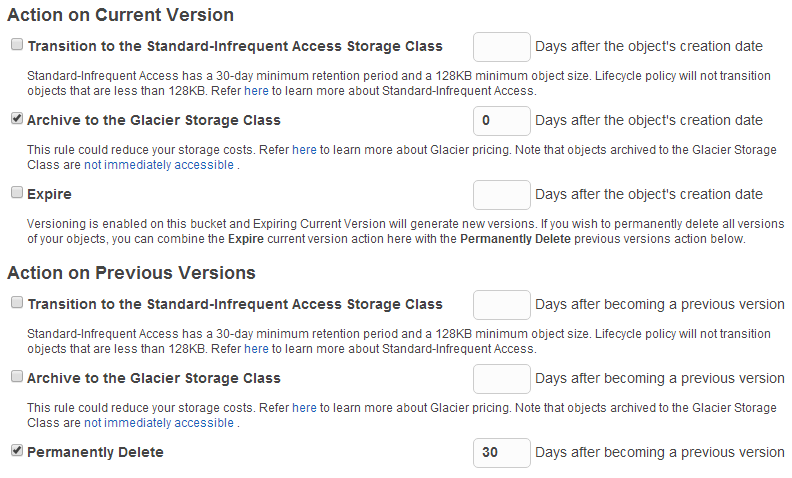 Action on Current Version
Transition to the Standard-Infrequent Access Storage Class Days after the object's creation date
Standard-Infrequent Access has a 30-day minimum retention period and a 128KB minimum object size. Lifecycle policy will not transition
objects that are less than 128KB. Refer here to learn more about Standard-Infrequent Access.
Archive to the Glacier Storage Class 0 Days after the object's creation date
This rule could reduce your storage costs. Refer here to learn more about Glacier pricing. Note that objects archived to the Glacier Storage
Class are not immediately accessible .
Expire Days after the object's creation date
Versioning is enabled on this bucket and Expiring Current Version will generate new versions. If you wish to permanently delete all versions
of your objects, you can combine the Expire current version action here with the Permanently Delete previous versions action below.
Action on Previous Versions
Transition to the Standard-Infrequent Access Storage Class Days after becoming a previous version
Standard-Infrequent Access has a 30-day minimum retention period and a 128KB minimum object size. Lifecycle policy will not transition
objects that are less than 128KB. Refer here to learn more about Standard-Infrequent Access.
Archive to the Glacier Storage Class Days after becoming a previous version
This rule could reduce your storage costs. Refer here to learn more about Glacier pricing. Note that objects archived to the Glacier Storage
Class are not immediately accessible .
Permanently Delete 30 Days after becoming a previous version